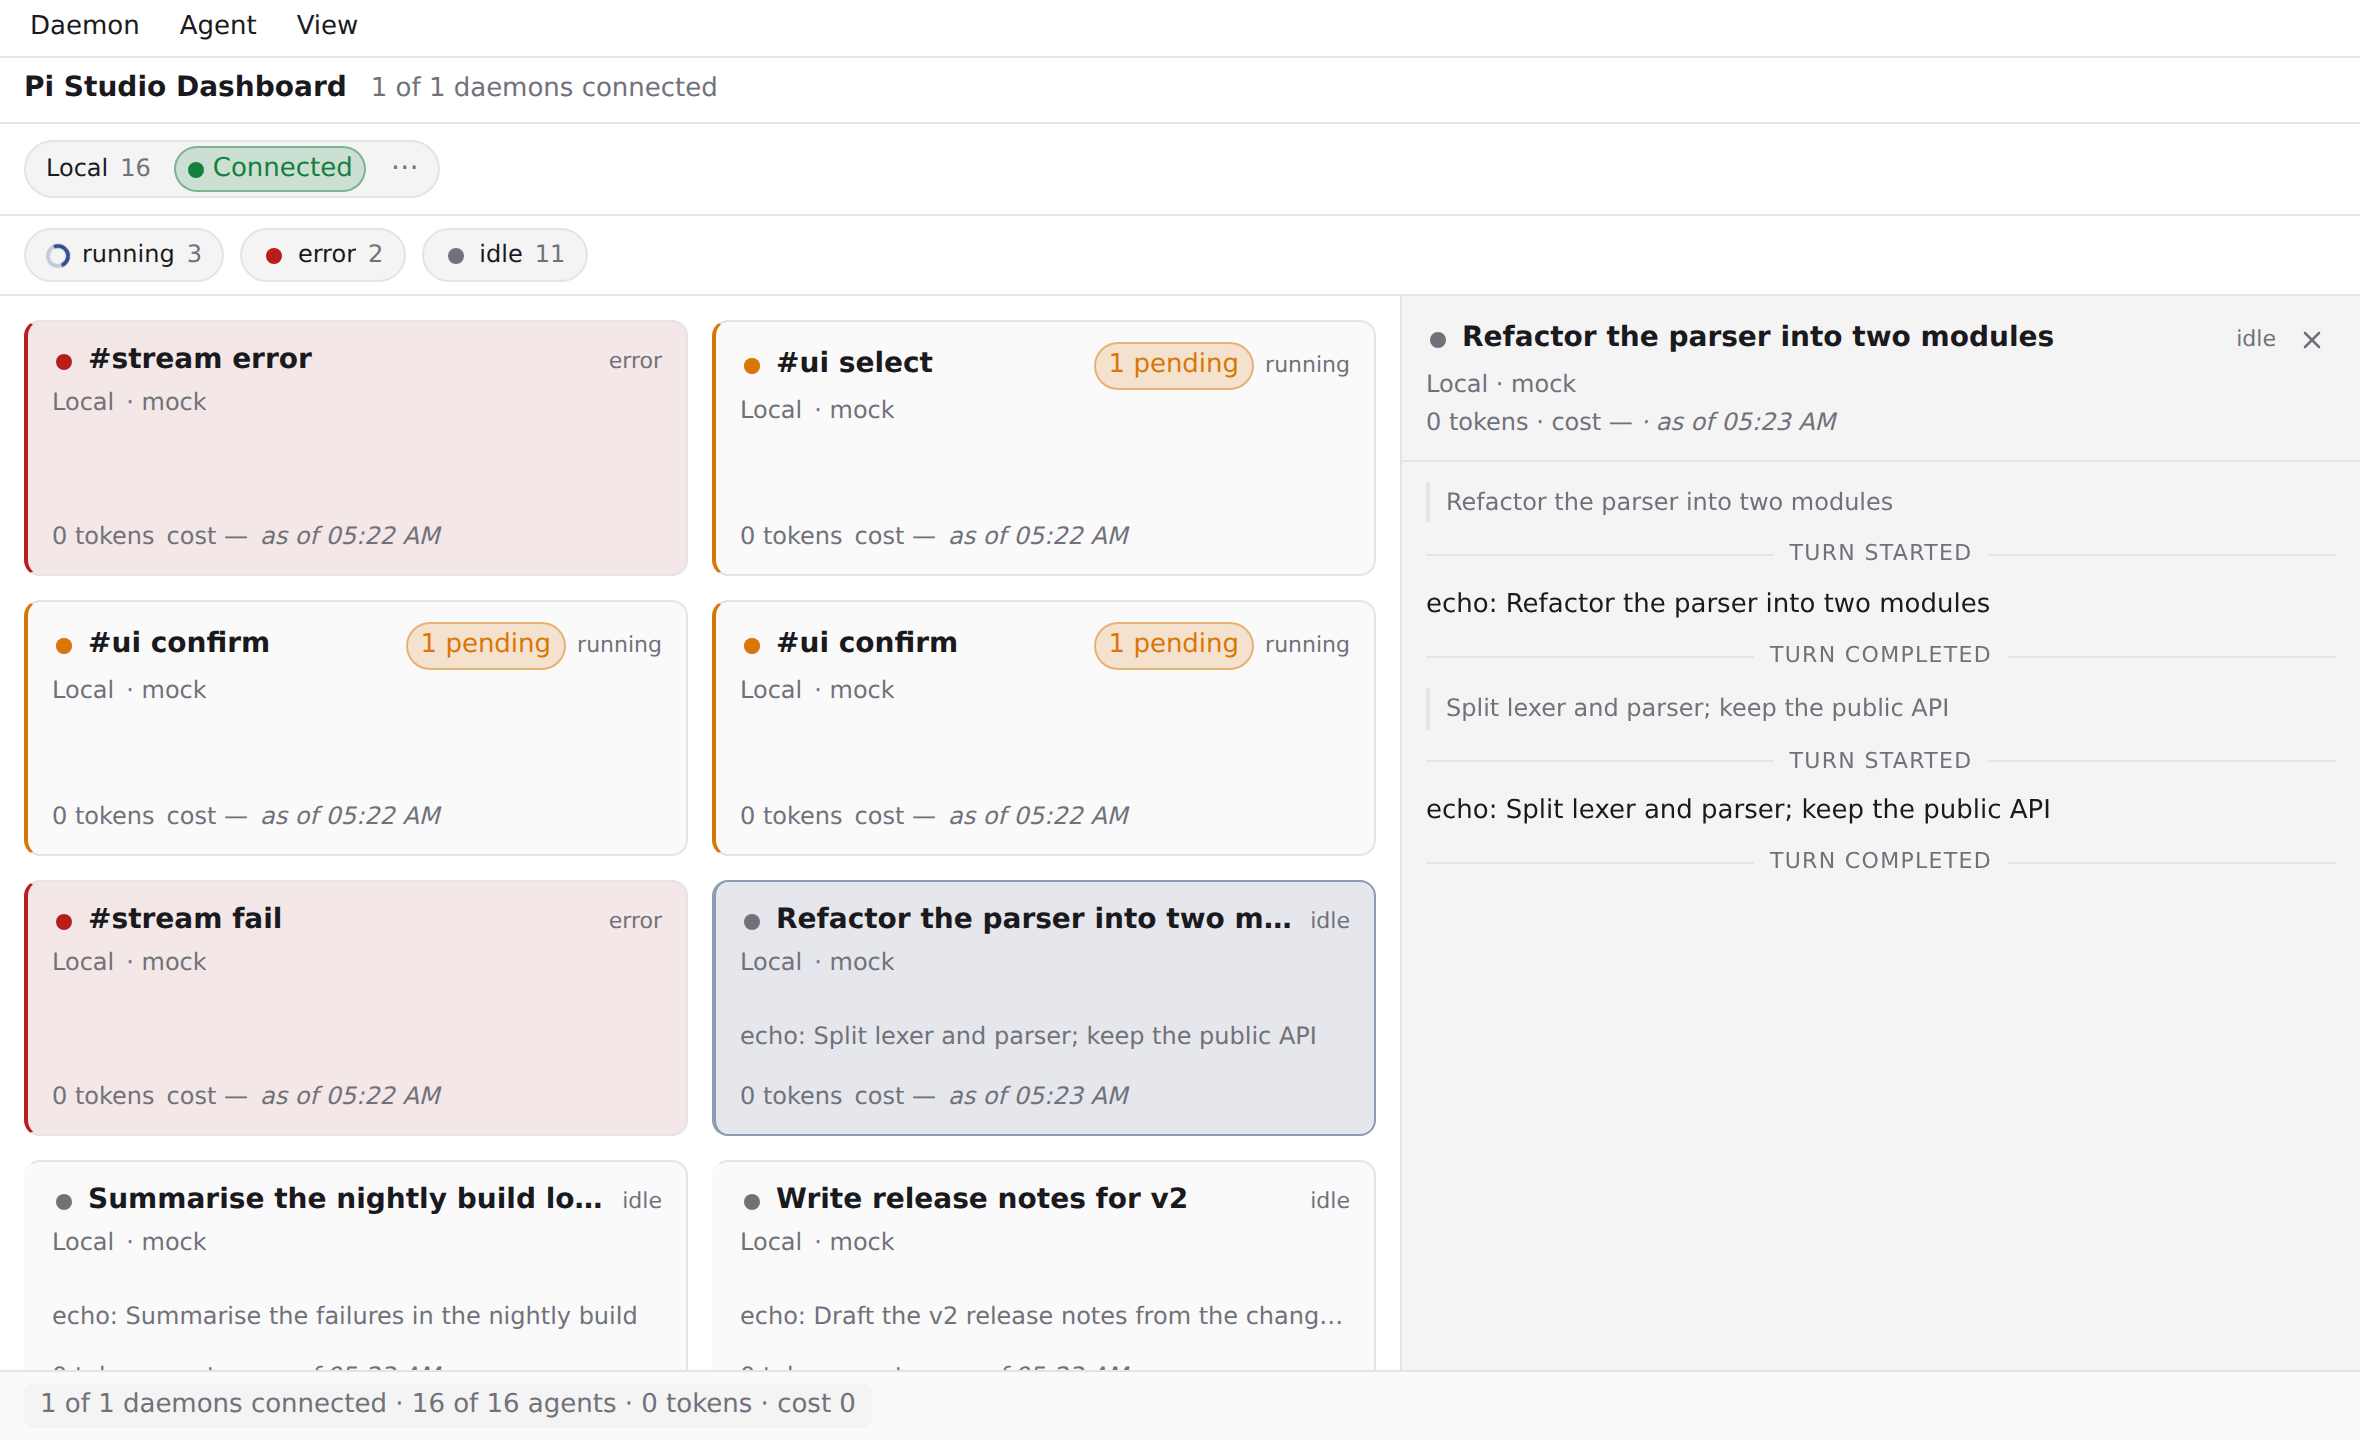 Daemon Agent View
Pi Studio Dashboard 1 of 1 daemons connected
Local 16 Connected ···
running 3 error 2 idle 11
#stream error error
Local · mock
0 tokens cost — as of 05:22 AM
#ui select 1 pending running
Local · mock
0 tokens cost — as of 05:22 AM
#ui confirm 1 pending running
Local · mock
0 tokens cost — as of 05:22 AM
#ui confirm 1 pending running
Local · mock
0 tokens cost — as of 05:22 AM
#stream fail error
Local · mock
0 tokens cost — as of 05:22 AM
Refactor the parser into two m… idle
Local · mock
echo: Split lexer and parser; keep the public API
0 tokens cost — as of 05:23 AM
Summarise the nightly build lo… idle
Local · mock
echo: Summarise the failures in the nightly build
Write release notes for v2 idle
Local · mock
echo: Draft the v2 release notes from the chang…
Refactor the parser into two modules idle ×
Local · mock
0 tokens · cost — · as of 05:23 AM
Refactor the parser into two modules
TURN STARTED
echo: Refactor the parser into two modules
TURN COMPLETED
Split lexer and parser; keep the public API
TURN STARTED
echo: Split lexer and parser; keep the public API
TURN COMPLETED
1 of 1 daemons connected · 16 of 16 agents · 0 tokens · cost 0